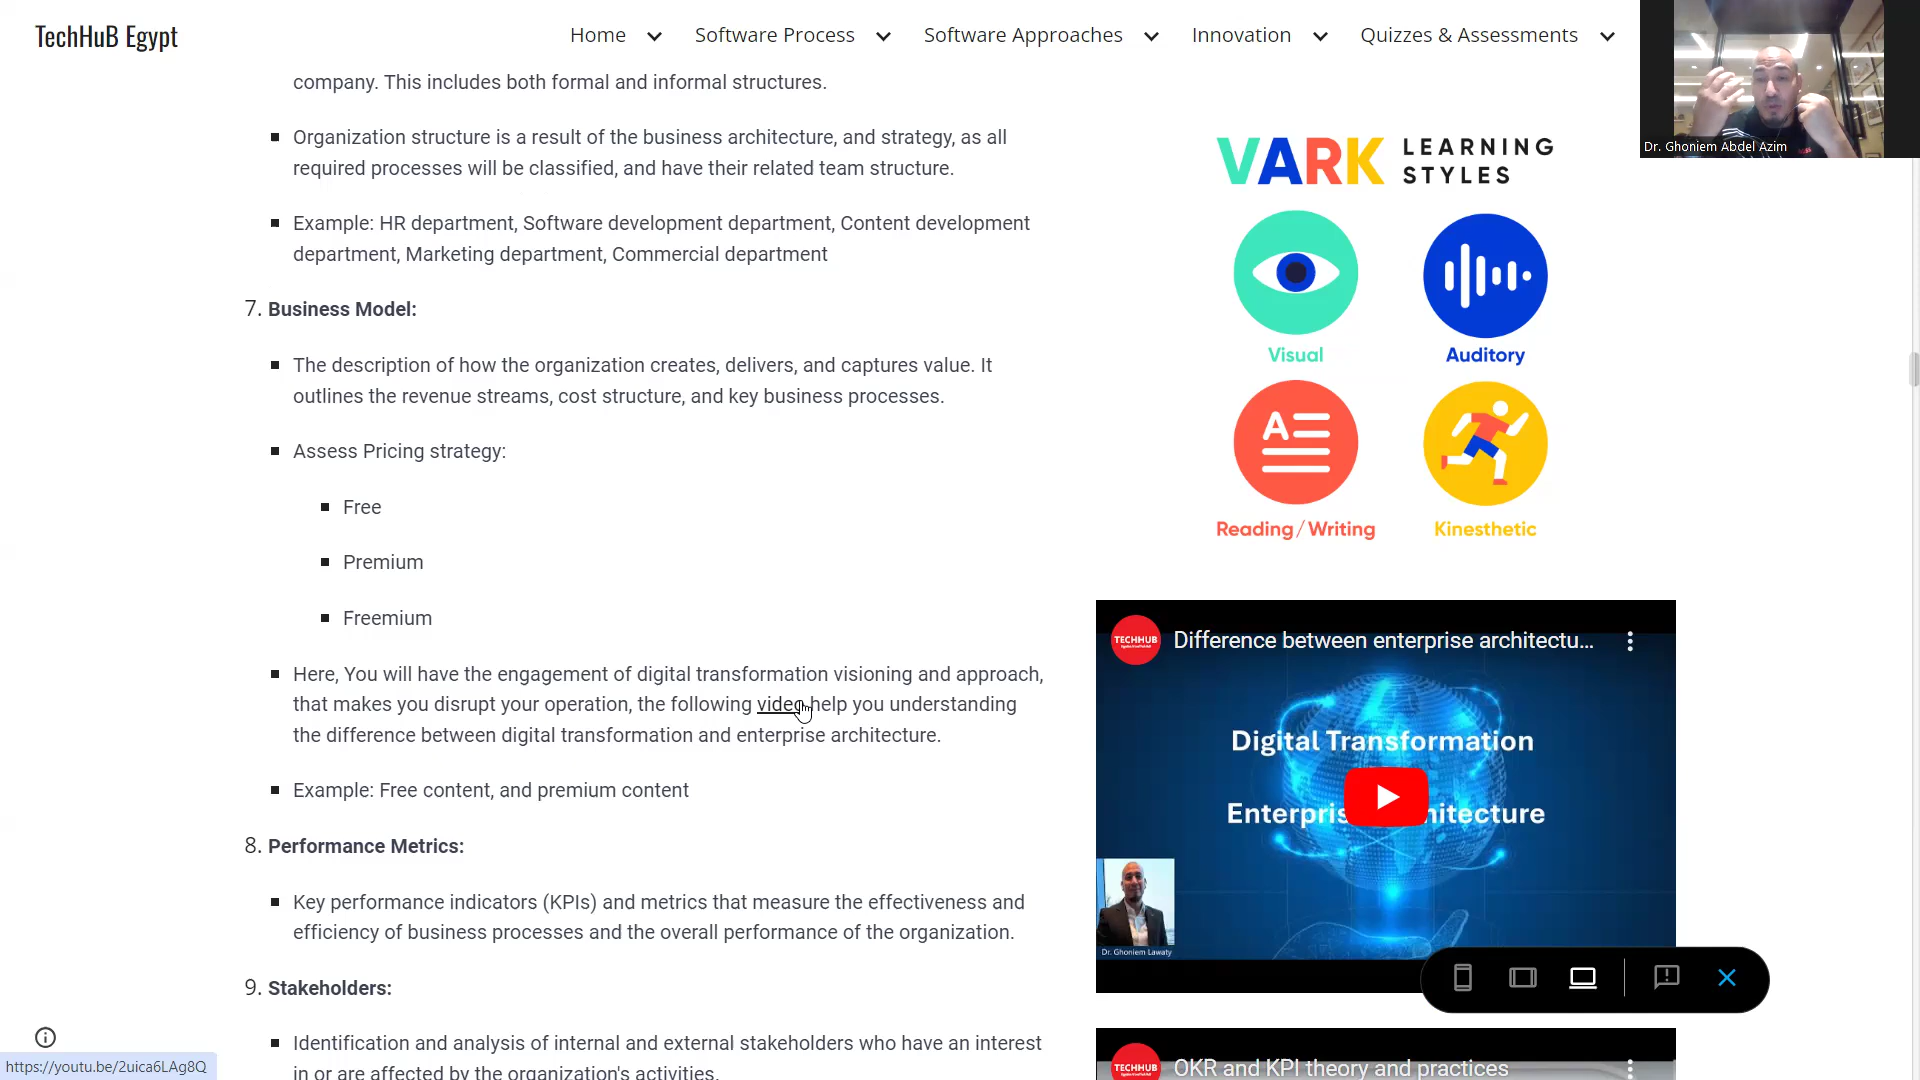 TechHuB Egypt
Home
Software Process
Software Approaches
Innovation
Quizzes & Assessments
Dr. Ghoniem Abdel Azim
company. This includes both formal and informal structures.
Organization structure is a result of the business architecture, and strategy, as all
required processes will be classified, and have their related team structure.
Example: HR department, Software development department, Content development
department, Marketing department, Commercial department
7. Business Model:
The description of how the organization creates, delivers, and captures value. It
outlines the revenue streams, cost structure, and key business processes.
Assess Pricing strategy:
Free
Premium
Freemium
Here, You will have the engagement of digital transformation visioning and approach,
that makes you disrupt your operation, the following video help you understanding
the difference between digital transformation and enterprise architecture.
Example: Free content, and premium content
8. Performance Metrics:
Key performance indicators (KPIs) and metrics that measure the effectiveness and
efficiency of business processes and the overall performance of the organization.
9. Stakeholders:
Identification and analysis of internal and external stakeholders who have an interest
in or are affected by the organization's activities.
https://youtu.be/2uica6LAg8Q
VARK LEARNING
STYLES
Visual
Auditory
A
Reading/Writing
Kinesthetic
TECHHUB
Difference between enterprise architectu...
Digital Transformation
Enterpris hitecture
Dr. Ghoniem Lawaty
TECHHUB
OKR and KPI theory and practices